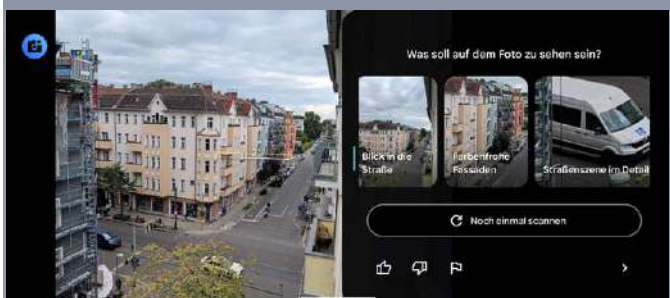 Was soll auf dem Foto zu sehen sein?
Blick in die
Straße
Farbenfrohe
Fassaden
Straßenszene im Detail
Noch einmal scannen